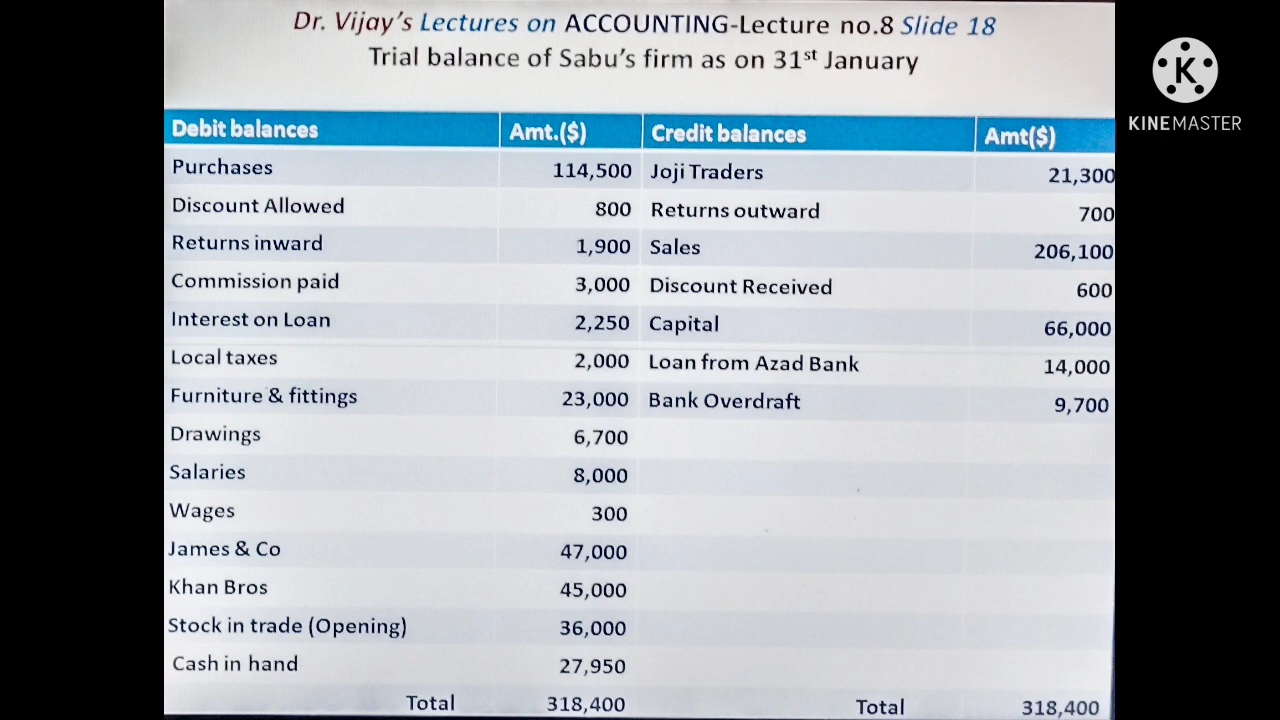 Dr. Vijay's Lectures on ACCOUNTING-Lecture no.8 Slide 18
Trial balance of Sabu's firm as on 31st January
K
KINEMASTER
Debit balances Amt.($) Credit balances Amt($)
Purchases 114,500 Joji Traders 21,300
Discount Allowed 800 Returns outward 700
Returns inward 1,900 Sales 206,100
Commission paid 3,000 Discount Received 600
Interest on Loan 2,250 Capital 66,000
Local taxes 2,000 Loan from Azad Bank 14,000
Furniture & fittings 23,000 Bank Overdraft 9,700
Drawings 6,700
Salaries 8,000
Wages 300
James & Co 47,000
Khan Bros 45,000
Stock in trade (Opening) 36,000
Cash in hand 27,950
Total 318,400 Total 318,400